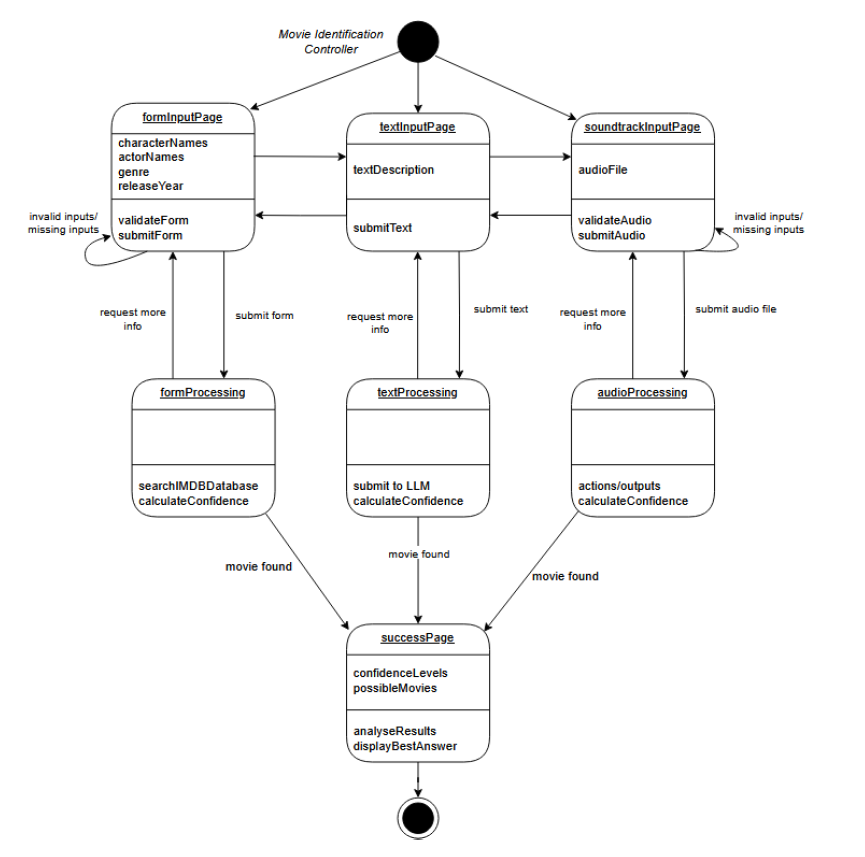 Movie Identification
Controller
formInputPage
characterNames
actorNames
genre
releaseYear
validateForm
submitForm
textInputPage
textDescription
submitText
soundtrackInputPage
audioFile
validateAudio
submitAudio
invalid inputs/
missing inputs
invalid inputs/
missing inputs
request more
info
submit form
request more
info
submit text
request more
info
submit audio file
formProcessing
searchIMDBDatabase
calculateConfidence
textProcessing
submit to LLM
calculateConfidence
audioProcessing
actions/outputs
calculateConfidence
movie found
movie found
movie found
successPage
confidenceLevels
possibleMovies
analyseResults
displayBestAnswer